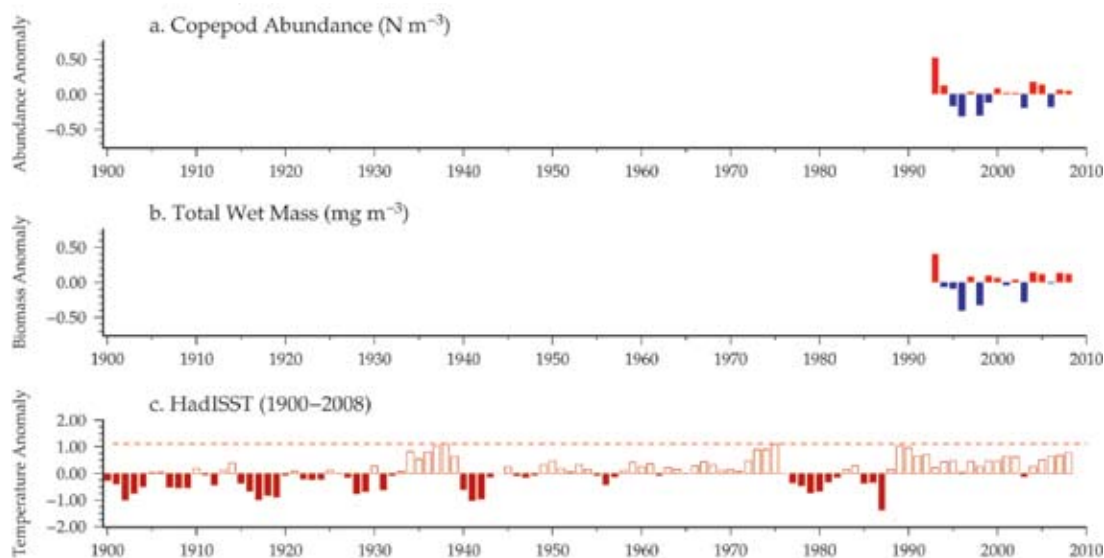 a. Copepod Abundance (N m⁻³)
Abundance Anomaly
0.50
0.00
−0.50
1900 1910 1920 1930 1940 1950 1960 1970 1980 1990 2000 2010
b. Total Wet Mass (mg m⁻³)
Biomass Anomaly
0.50
0.00
−0.50
1900 1910 1920 1930 1940 1950 1960 1970 1980 1990 2000 2010
c. HadISST (1900–2008)
Temperature Anomaly
2.00
1.00
0.00
−1.00
−2.00
1900 1910 1920 1930 1940 1950 1960 1970 1980 1990 2000 2010